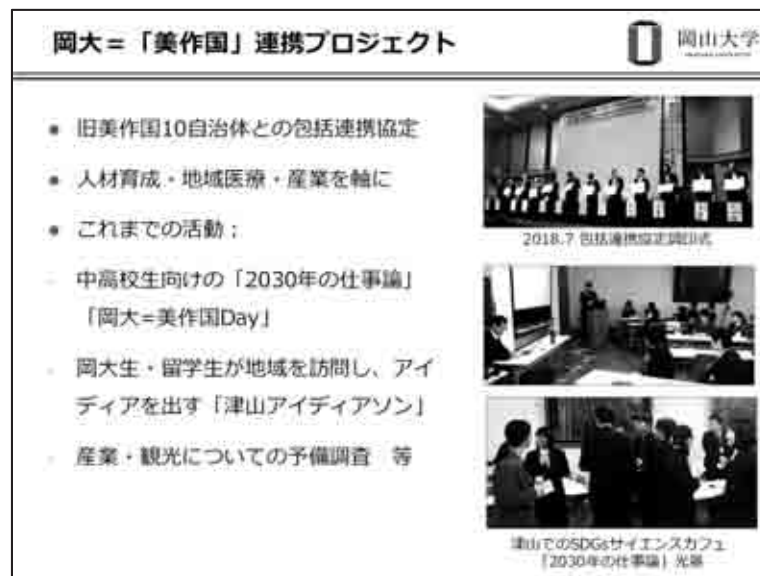 岡大＝「美作国」連携プロジェクト
岡山大学
● 旧美作国10自治体との包括連携協定
● 人材育成・地域医療・産業を軸に
● これまでの活動；
- 中高校生向けの「2030年の仕事論」
「岡大=美作国Day」
- 岡大生・留学生が地域を訪問し、アイ
ディアを出す「津山アイディアソン」
- 産業・観光についての予備調査　等
2018.7 包括連携協定調印式
津山でのSDGsサイエンスカフェ
「2030年の仕事論」光景